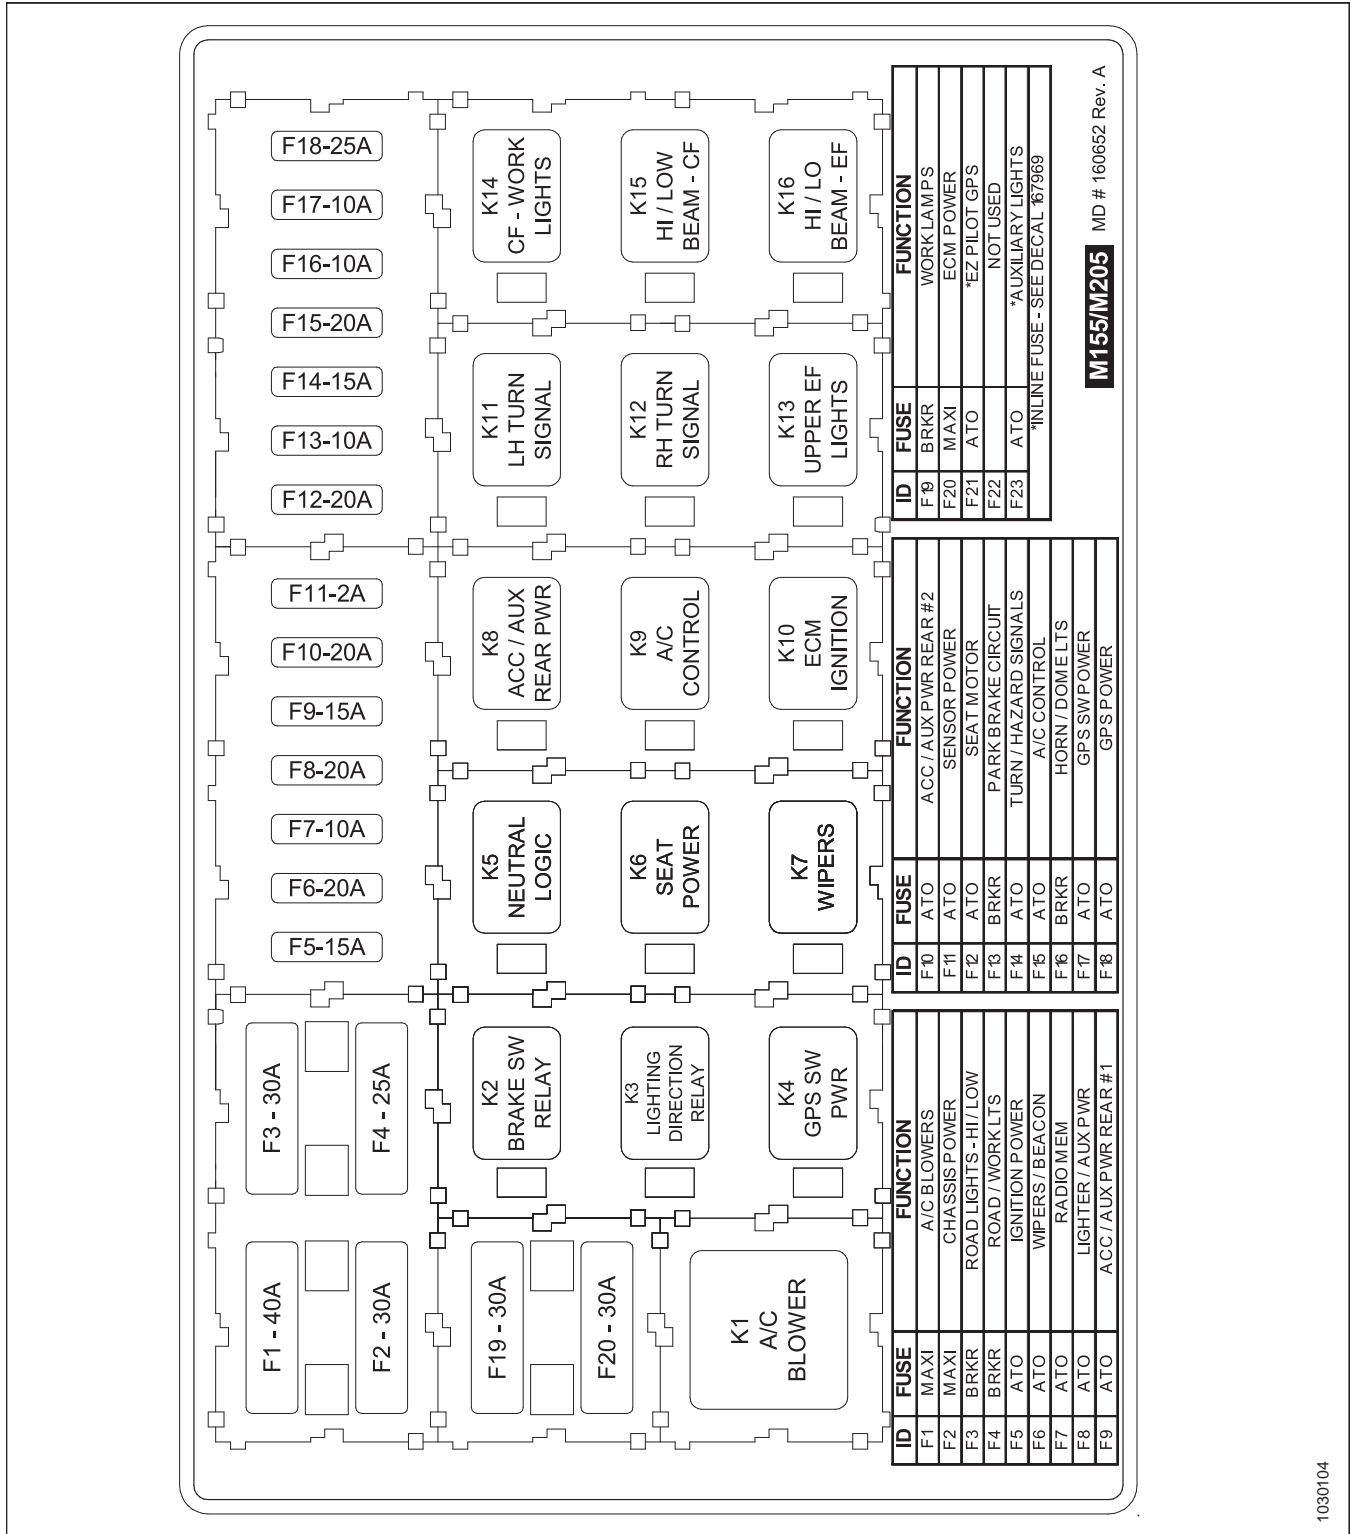 F18-25A
F17-10A
F16-10A
F15-20A
F14-15A
F13-10A
F12-20A
F11-2A
F10-20A
F9-15A
F8-20A
F7-10A
F6-20A
F5-15A
F3 - 30A
F4 - 25A
F1 - 40A
F2 - 30A
K14
CF - WORK
LIGHTS
K15
HI / LOW
BEAM - CF
K16
HI / LO
BEAM - EF
K11
LH TURN
SIGNAL
K12
RH TURN
SIGNAL
K13
UPPER EF
LIGHTS
K8
ACC / AUX
REAR PWR
K9
A/C
CONTROL
K10
ECM
IGNITION
K5
NEUTRAL
LOGIC
K6
SEAT
POWER
K7
WIPERS
K2
BRAKE SW
RELAY
K3
LIGHTING
DIRECTION
RELAY
K4
GPS SW
PWR
F19 - 30A
F20 - 30A
K1
A/C
BLOWER
ID FUSE FUNCTION
F1 MAXI A/C BLOWERS
F2 MAXI CHASSIS POWER
F3 BRKR ROAD LIGHTS - HI / LOW
F4 BRKR ROAD / WORK LTS
F5 ATO IGNITION POWER
F6 ATO WIPERS / BEACON
F7 ATO RADIO MEM
F8 ATO LIGHTER / AUX PWR
F9 ATO ACC / AUX PWR REAR #1
ID FUSE FUNCTION
F10 ATO ACC / AUX PWR REAR #2
F11 ATO SENSOR POWER
F12 ATO SEAT MOTOR
F13 BRKR PARK BRAKE CIRCUIT
F14 ATO TURN / HAZARD SIGNALS
F15 ATO A/C CONTROL
F16 BRKR HORN / DOME LTS
F17 ATO GPS SW POWER
F18 ATO GPS POWER
ID FUSE FUNCTION
F19 BRKR WORK LAMPS
F20 MAXI ECM POWER
F21 ATO *EZ PILOT GPS
F22 NOT USED
F23 ATO *AUXILIARY LIGHTS
*INLINE FUSE - SEE DECAL 167969
M155/M205 MD # 160652 Rev. A
1030104